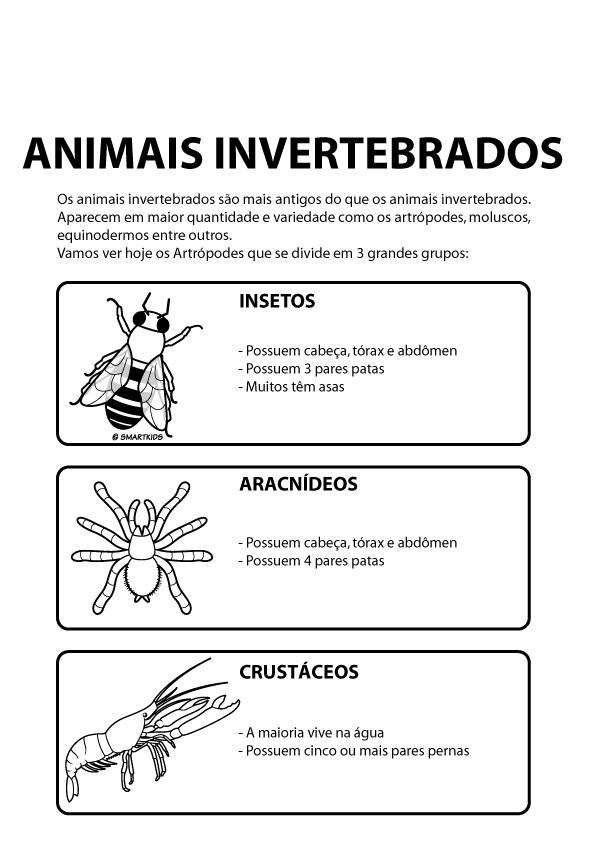 ANIMAIS INVERTEBRADOS
Os animais invertebrados são mais antigos do que os animais invertebrados.
Aparecem em maior quantidade e variedade como os artrópodes, moluscos,
equinodermos entre outros.
Vamos ver hoje os Artrópodes que se divide em 3 grandes grupos:
INSETOS
- Possuem cabeça, tórax e abdômen
- Possuem 3 pares patas
- Muitos têm asas
© SMARTKIDS
ARACNÍDEOS
- Possuem cabeça, tórax e abdômen
- Possuem 4 pares patas
CRUSTÁCEOS
- A maioria vive na água
- Possuem cinco ou mais pares pernas